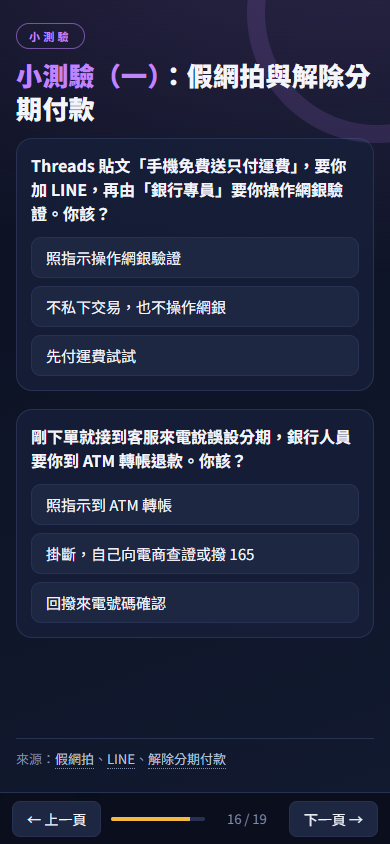 小測驗
小測驗（一）：假網拍與解除分
期付款
Threads 貼文「手機免費送只付運費」，要你
加 LINE，再由「銀行專員」要你操作網銀驗
證。你該？
照指示操作網銀驗證
不私下交易，也不操作網銀
先付運費試試
剛下單就接到客服來電說誤設分期，銀行人員
要你到 ATM 轉帳退款。你該？
照指示到 ATM 轉帳
掛斷，自己向電商查證或撥 165
回撥來電號碼確認
來源：假網拍、LINE、解除分期付款
← 上一頁
16 / 19
下一頁 →